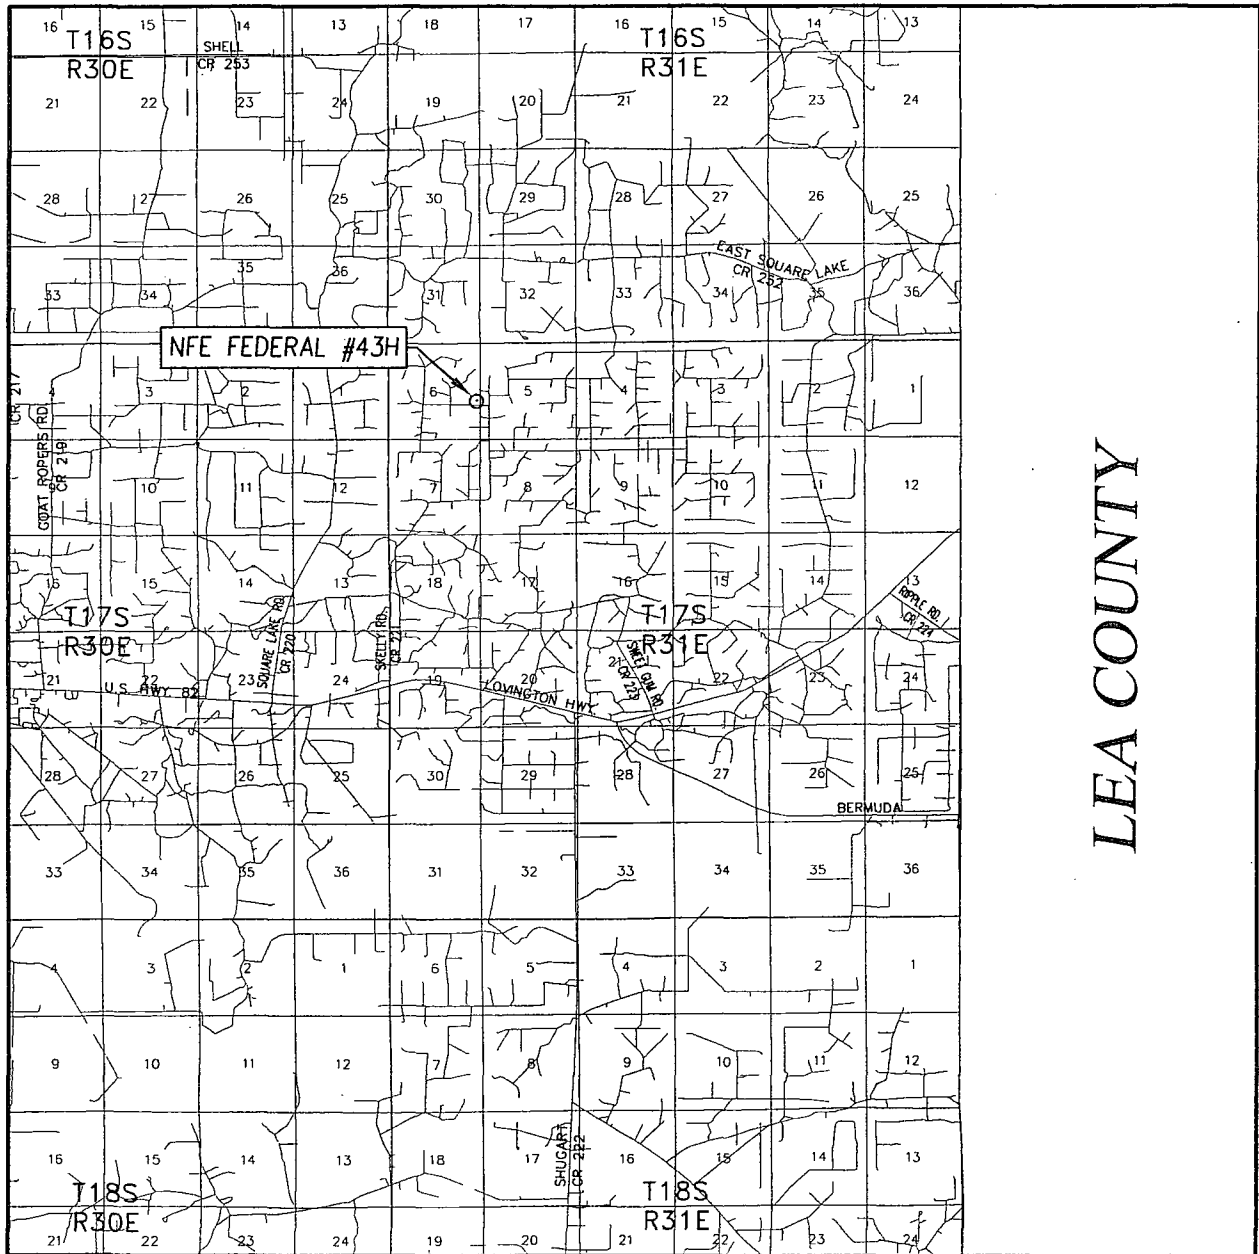 16 15 14 13 18 17 16 15 14 13
T16S T16S
R30E R31E
SHELL
CR 253
21 22 23 24 19 20 21 22 23 24
28 27 26 25 30 29 28 27 26 25
EAST SQUARE LAKE
CR 252
33 34 35 36 31 32 33 34 35 36
NFE FEDERAL #43H
CR 217
4 3 2 1 6 5 4 3 2 1
GOAT ROPERS RD
CR 219
9 10 11 12 7 8 9 10 11 12
16 15 14 13 18 17 16 15 14 13
T17S T17S
R30E R31E
SQUARE LAKE RD.
CR 220
SKELLY RD.
CR 221
SWEET GUM RD
CR 223
RIPPLE RD.
CR 224
21 22 23 24 19 20 21 22 23 24
U.S. HWY. 82
LOVINGTON HWY
28 27 26 25 30 29 28 27 26 25
BERMUDA
33 34 35 36 31 32 33 34 35 36
4 3 2 1 6 5 4 3 2 1
9 10 11 12 7 8 9 10 11 12
16 15 14 13 18 17 16 15 14 13
SHUGART
CR 222
T18S T18S
R30E R31E
21 22 23 24 19 20 21 22 23 24
LEA COUNTY